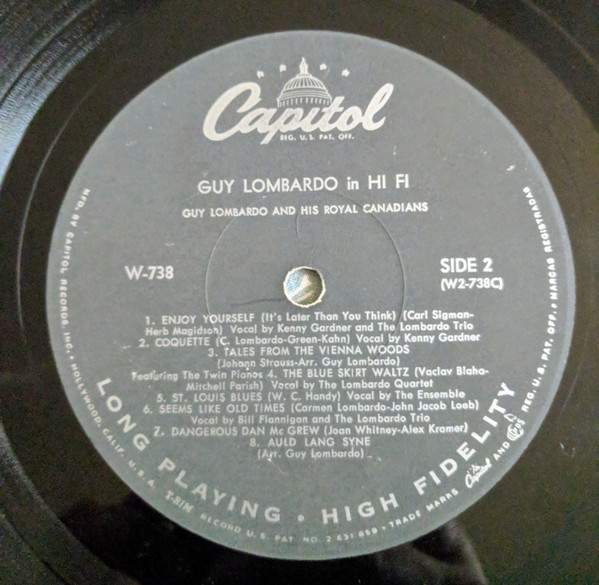 Capitol
REG. U.S. PAT. OFF.
GUY LOMBARDO in HI FI
GUY LOMBARDO AND HIS ROYAL CANADIANS
W-738
SIDE 2
(W2-738C)
1. ENJOY YOURSELF (It's Later Than You Think) (Carl Sigman-
Herb Magidson) Vocal by Kenny Gardner and The Lombardo Trio
2. COQUETTE (C. Lombardo-Green-Kahn) Vocal by Kenny Gardner
3. TALES FROM THE VIENNA WOODS
(Johann Strauss-Arr. Guy Lombardo)
Featuring The Twin Pianos 4. THE BLUE SKIRT WALTZ (Vaclav Blaha-
Mitchell Parish) Vocal by The Lombardo Quartet
5. ST. LOUIS BLUES (W. C. Handy) Vocal by The Ensemble
6. SEEMS LIKE OLD TIMES (Carmen Lombardo-John Jacob Loeb)
Vocal by Bill Flannigan and The Lombardo Trio
7. DANGEROUS DAN Mc GREW (Joan Whitney-Alex Kramer)
8. AULD LANG SYNE
(Arr. Guy Lombardo)
LONG PLAYING • HIGH FIDELITY
MFD. BY CAPITOL RECORDS, INC. • HOLLYWOOD, CALIF., U.S.A. T-81M RECORD U.S. PAT. NO. 2 631 859 • TRADE MARKS Capitol AND REG. U.S. PAT. OFF. • MARCAS REGISTRADAS